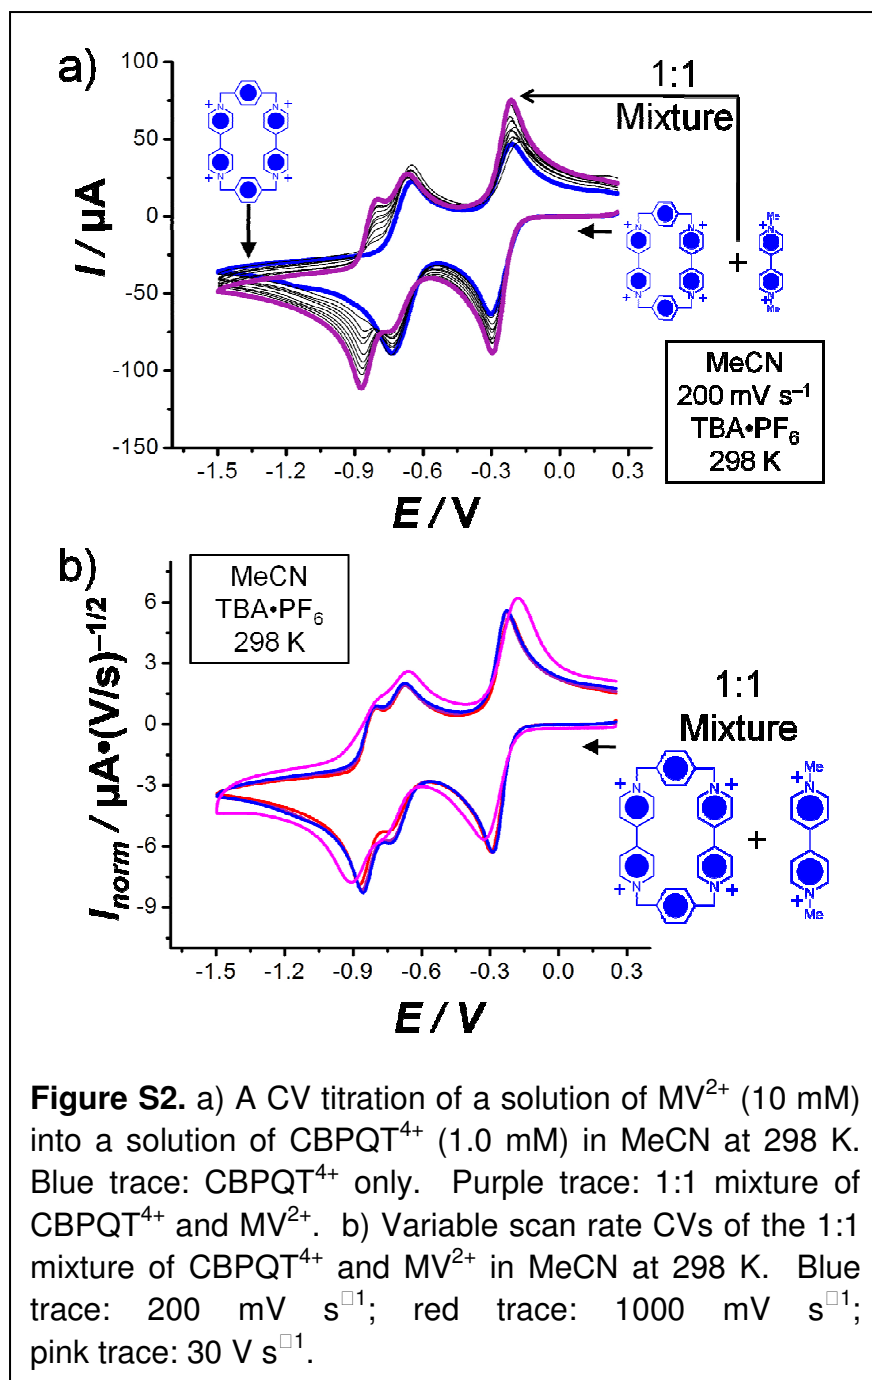 a)
1:1
Mixture
I / µA
100
50
0
-50
-100
-150
-1.5 -1.2 -0.9 -0.6 -0.3 0.0 0.3
E / V
N + N + N + N +
N + N + N + N +
+
Me N + N + Me
MeCN
200 mV s⁻¹
TBA•PF₆
298 K
b)
MeCN
TBA•PF₆
298 K
1:1
Mixture
Inorm / µA•(V/s)⁻¹/²
6
3
0
-3
-6
-9
-1.5 -1.2 -0.9 -0.6 -0.3 0.0 0.3
E / V
N + N + N + N +
+
Me N + N + Me
Figure S2. a) A CV titration of a solution of MV²⁺ (10 mM)
into a solution of CBPQT⁴⁺ (1.0 mM) in MeCN at 298 K.
Blue trace: CBPQT⁴⁺ only. Purple trace: 1:1 mixture of
CBPQT⁴⁺ and MV²⁺. b) Variable scan rate CVs of the 1:1
mixture of CBPQT⁴⁺ and MV²⁺ in MeCN at 298 K. Blue
trace: 200 mV s□¹; red trace: 1000 mV s□¹;
pink trace: 30 V s□¹.